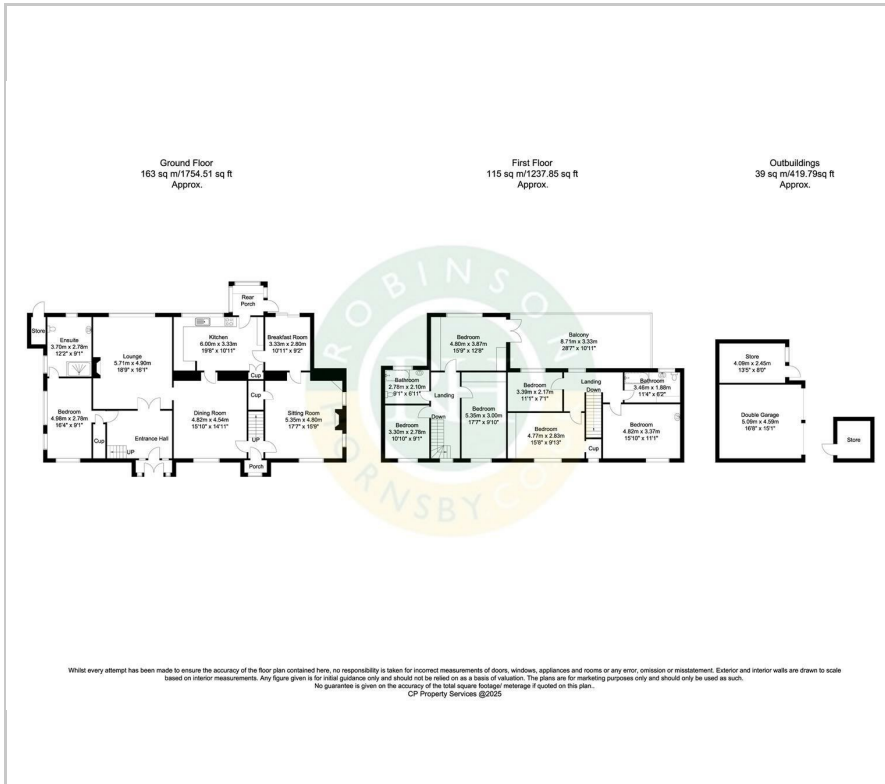 Ground Floor
163 sq m/1754.51 sq ft
Approx.
First Floor
115 sq m/1237.85 sq ft
Approx.
Outbuildings
39 sq m/419.79sq ft
Approx.
ROBINSON
HORNSBY CO
Store
Ensuite
3.70m x 2.78m
12'2" x 9'1"
Lounge
5.71m x 4.90m
18'9" x 16'1"
Kitchen
6.00m x 3.33m
19'8" x 10'11"
Rear
Porch
Breakfast Room
3.33m x 2.80m
10'11" x 9'2"
Cup
Cup
Bedroom
4.98m x 2.78m
16'4" x 9'1"
Cup
UP
Entrance Hall
Dining Room
4.82m x 4.54m
15'10" x 14'11"
UP
Porch
Sitting Room
5.35m x 4.80m
17'7" x 15'9"
Bedroom
4.80m x 3.87m
15'9" x 12'8"
Balcony
8.71m x 3.33m
28'7" x 10'11"
Bathroom
2.76m x 2.10m
9'1" x 6'11"
Landing
Down
Bedroom
3.30m x 2.78m
10'10" x 9'1"
Bedroom
5.35m x 3.00m
17'7" x 9'10"
Bedroom
3.39m x 2.17m
11'1" x 7'1"
Landing
Down
Bathroom
3.46m x 1.88m
11'4" x 6'2"
Bedroom
4.77m x 2.83m
15'8" x 9'13"
Cup
Bedroom
4.82m x 3.37m
15'10" x 11'1"
Store
4.09m x 2.45m
13'5" x 8'0"
Double Garage
5.09m x 4.59m
16'8" x 15'1"
Store
Whilst every attempt has been made to ensure the accuracy of the floor plan contained here, no responsibility is taken for incorrect measurements of doors, windows, appliances and rooms or any error, omission or misstatement. Exterior and interior walls are drawn to scale
based on interior measurements. Any figure given is for initial guidance only and should not be relied on as a basis of valuation. The plans are for marketing purposes only and should only be used as such.
No guarantee is given on the accuracy of the total square footage/ meterage if quoted on this plan..
CP Property Services @2025